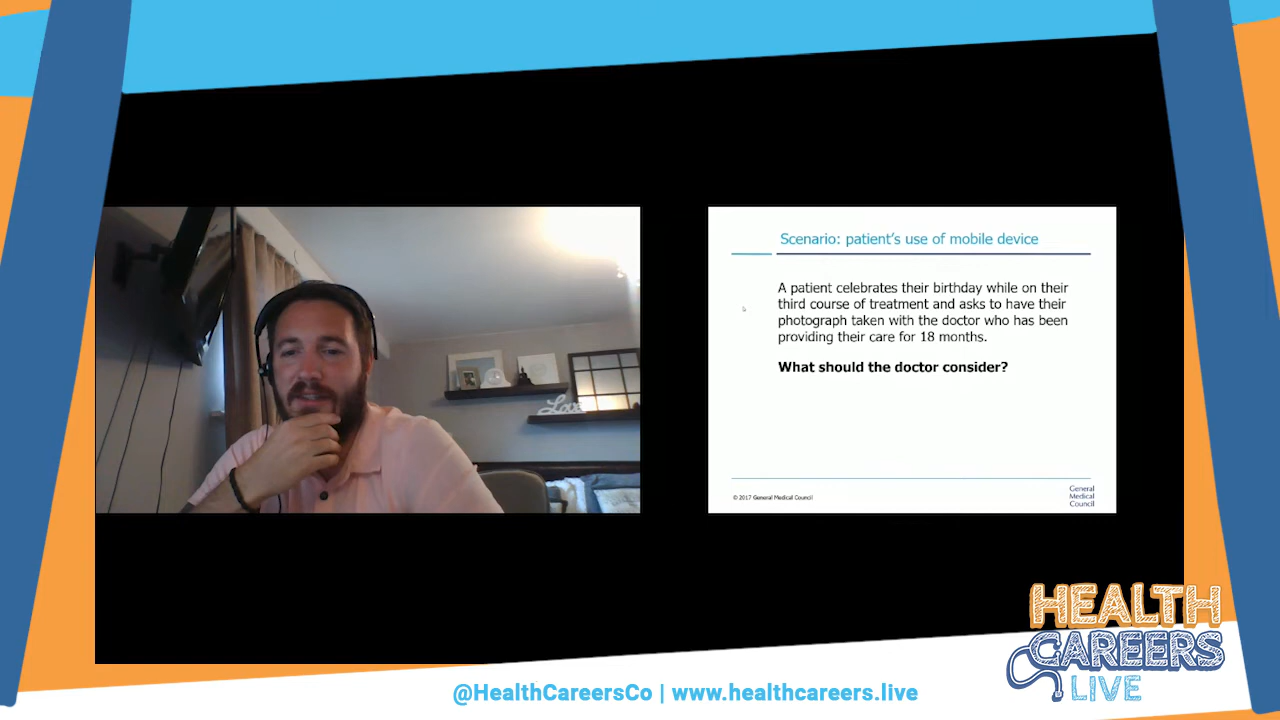 Scenario: patient's use of mobile device
A patient celebrates their birthday while on their
third course of treatment and asks to have their
photograph taken with the doctor who has been
providing their care for 18 months.
What should the doctor consider?
© 2017 General Medical Council
General
Medical
Council
Love
HEALTH
CAREERS
LIVE
@HealthCareersCo | www.healthcareers.live